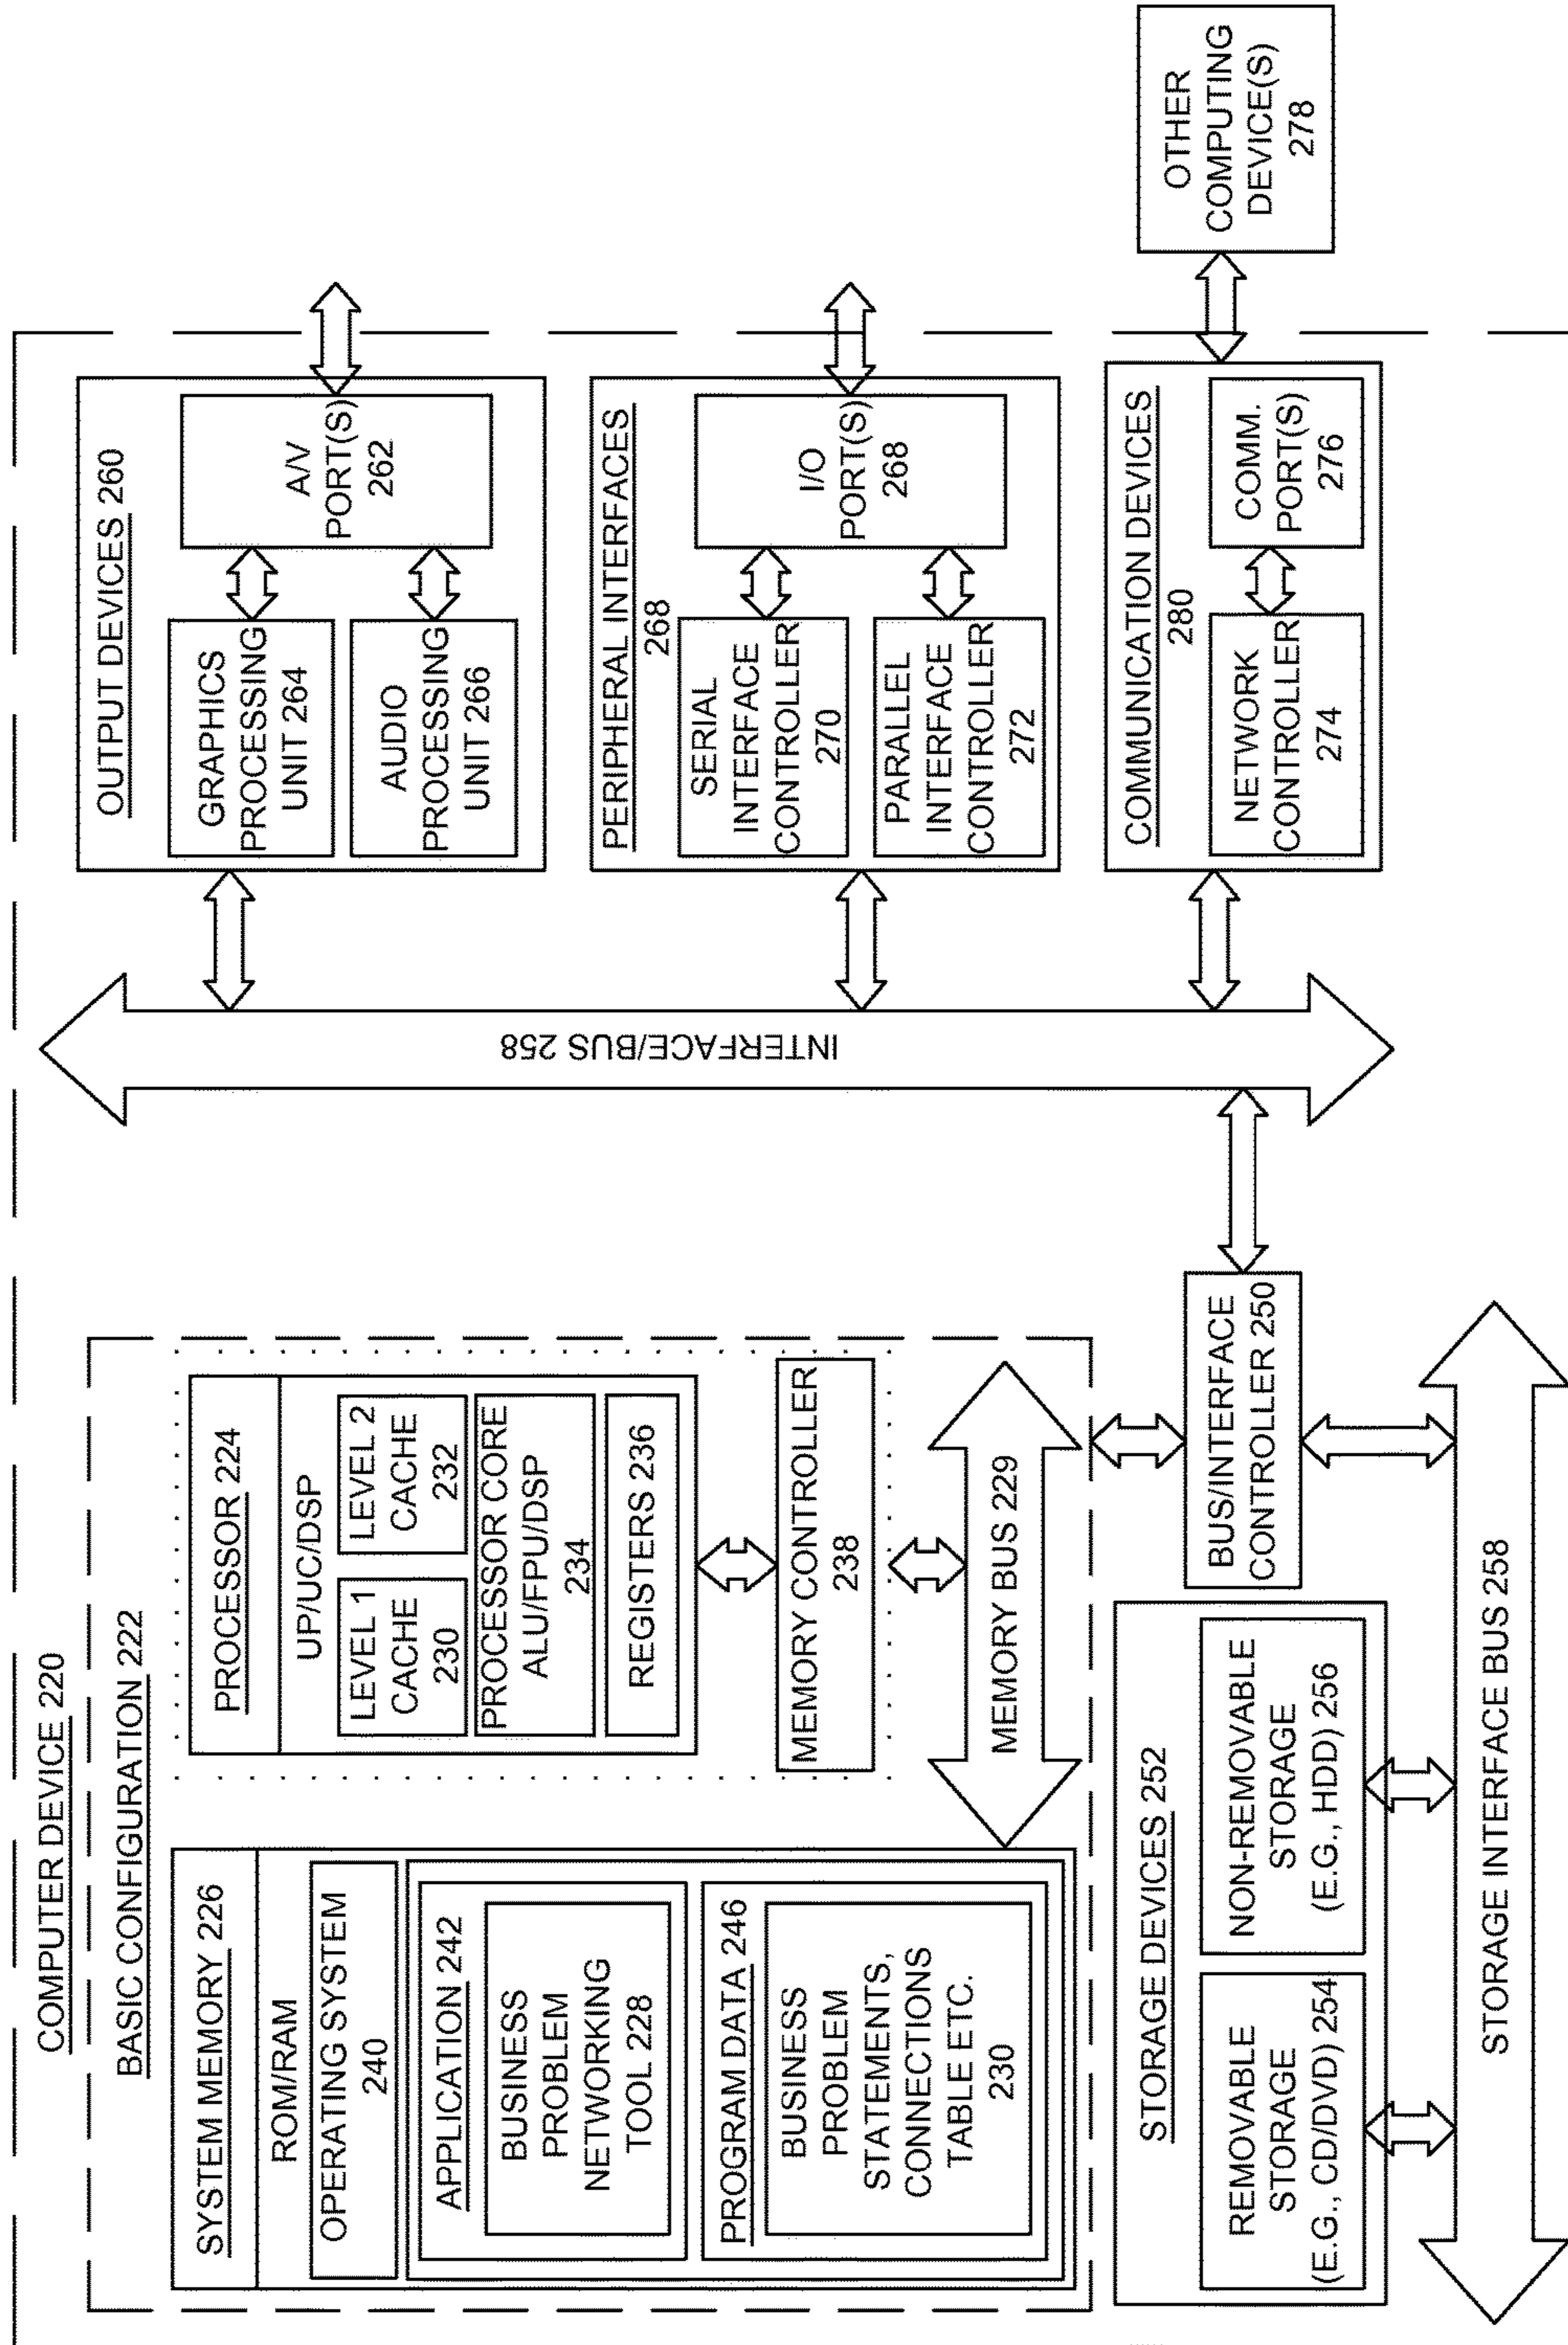 COMPUTER DEVICE 220
BASIC CONFIGURATION 222
SYSTEM MEMORY 226
ROM/RAM
OPERATING SYSTEM
240
APPLICATION 242
BUSINESS
PROBLEM
NETWORKING
TOOL 228
PROGRAM DATA 246
BUSINESS
PROBLEM
STATEMENTS,
CONNECTIONS
TABLE ETC.
230
PROCESSOR 224
UP/UC/DSP
LEVEL 1
CACHE
230
LEVEL 2
CACHE
232
PROCESSOR CORE
ALU/FPU/DSP
234
REGISTERS 236
MEMORY CONTROLLER
238
MEMORY BUS 229
BUS/INTERFACE
CONTROLLER 250
STORAGE DEVICES 252
REMOVABLE
STORAGE
(E.G., CD/DVD) 254
NON-REMOVABLE
STORAGE
(E.G., HDD) 256
STORAGE INTERFACE BUS 258
INTERFACE/BUS 258
OUTPUT DEVICES 260
GRAPHICS
PROCESSING
UNIT 264
AUDIO
PROCESSING
UNIT 266
A/V
PORT(S)
262
PERIPHERAL INTERFACES
268
SERIAL
INTERFACE
CONTROLLER
270
PARALLEL
INTERFACE
CONTROLLER
272
I/O
PORT(S)
268
COMMUNICATION DEVICES
280
NETWORK
CONTROLLER
274
COMM.
PORT(S)
276
OTHER
COMPUTING
DEVICE(S)
278